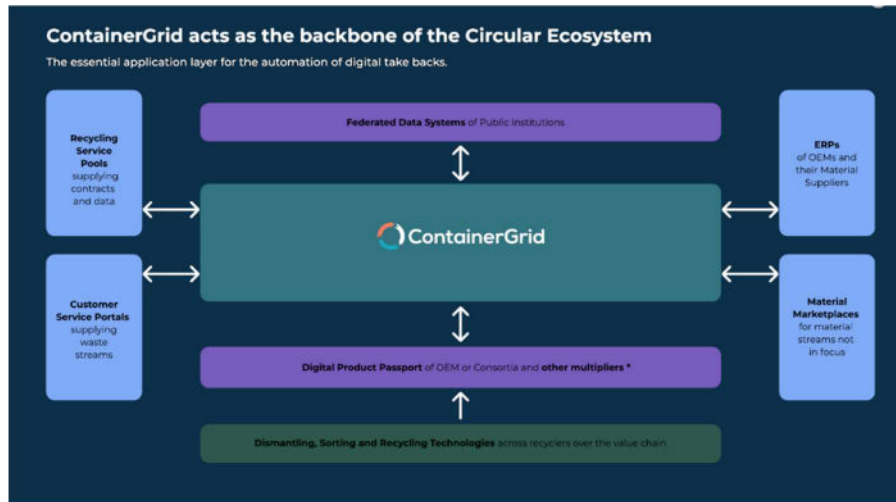 ContainerGrid acts as the backbone of the Circular Ecosystem
The essential application layer for the automation of digital take backs.
Recycling
Service
Pools
supplying
contracts
and data
Customer
Service Portals
supplying
waste
streams
Federated Data Systems of Public Institutions
ContainerGrid
Digital Product Passport of OEM or Consortia and other multipliers *
Dismantling, Sorting and Recycling Technologies across recyclers over the value chain
ERPs
of OEMs and
their Material
Suppliers
Material
Marketplaces
for material
streams not
in focus